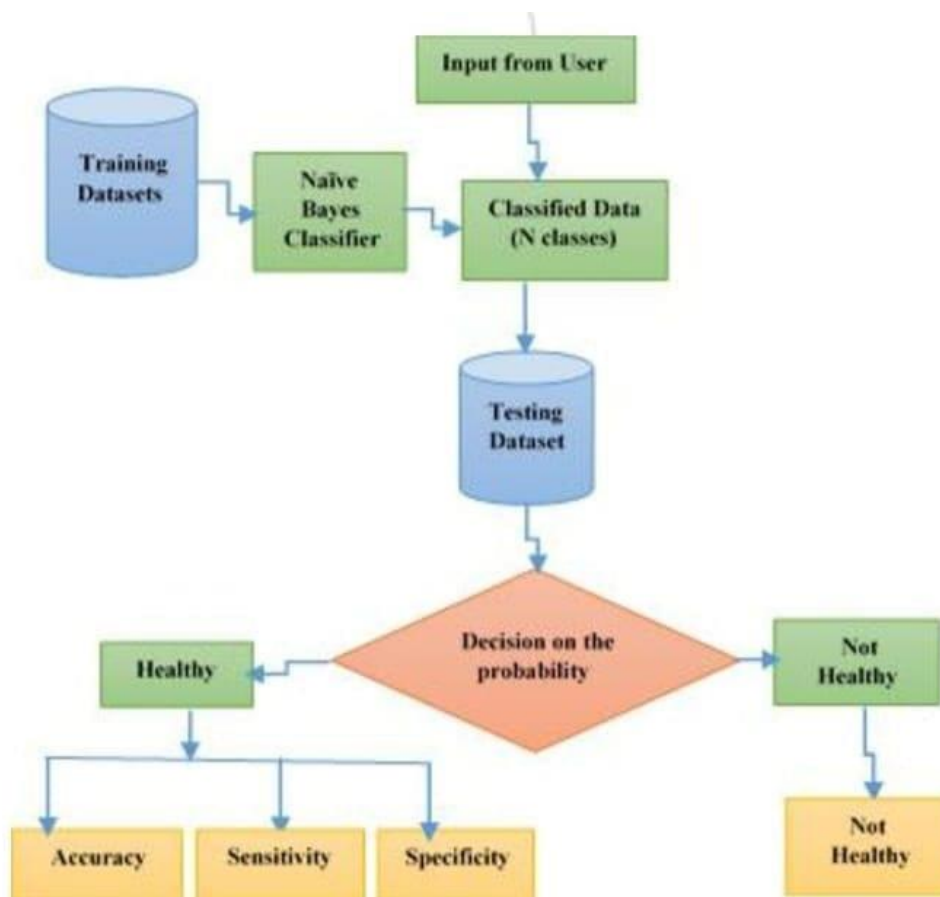 Input from User
Training
Datasets
Naïve
Bayes
Classifier
Classified Data
(N classes)
Testing
Dataset
Decision on the
probability
Healthy
Not
Healthy
Accuracy
Sensitivity
Specificity
Not
Healthy